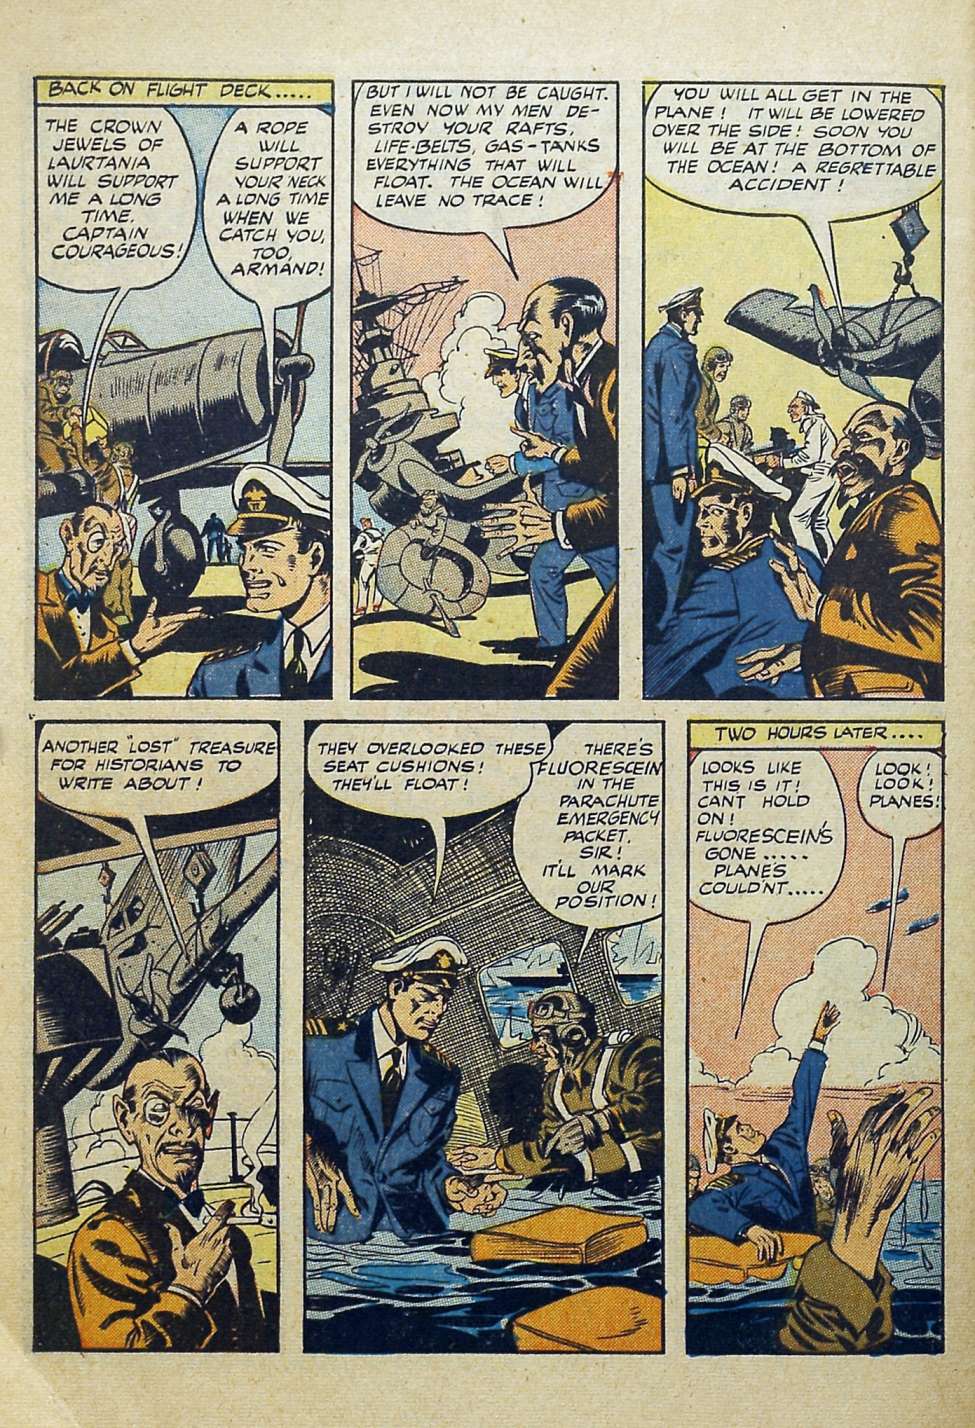 BACK ON FLIGHT DECK.....
THE CROWN
JEWELS OF
LAURTANIA
WILL SUPPORT
ME A LONG
TIME.
CAPTAIN
COURAGEOUS!
A ROPE
WILL
SUPPORT
YOUR NECK
A LONG TIME
WHEN WE
CATCH YOU,
TOO,
ARMAND!
BUT I WILL NOT BE CAUGHT.
EVEN NOW MY MEN DE-
STROY YOUR RAFTS,
LIFE-BELTS, GAS-TANKS
EVERYTHING THAT WILL
FLOAT. THE OCEAN WILL
LEAVE NO TRACE!
YOU WILL ALL GET IN THE
PLANE! IT WILL BE LOWERED
OVER THE SIDE! SOON YOU
WILL BE AT THE BOTTOM OF
THE OCEAN! A REGRETTABLE
ACCIDENT!
ANOTHER "LOST" TREASURE
FOR HISTORIANS TO
WRITE ABOUT!
THEY OVERLOOKED THESE
SEAT CUSHIONS!
THEY'LL FLOAT!
THERE'S
FLUORESCEIN
IN THE
PARACHUTE
EMERGENCY
PACKET,
SIR!
IT'LL MARK
OUR
POSITION!
TWO HOURS LATER....
LOOKS LIKE
THIS IS IT!
CANT HOLD
ON!
FLUORESCEIN'S
GONE.....
PLANE'S
COULD'NT.....
LOOK!
LOOK!
PLANES!